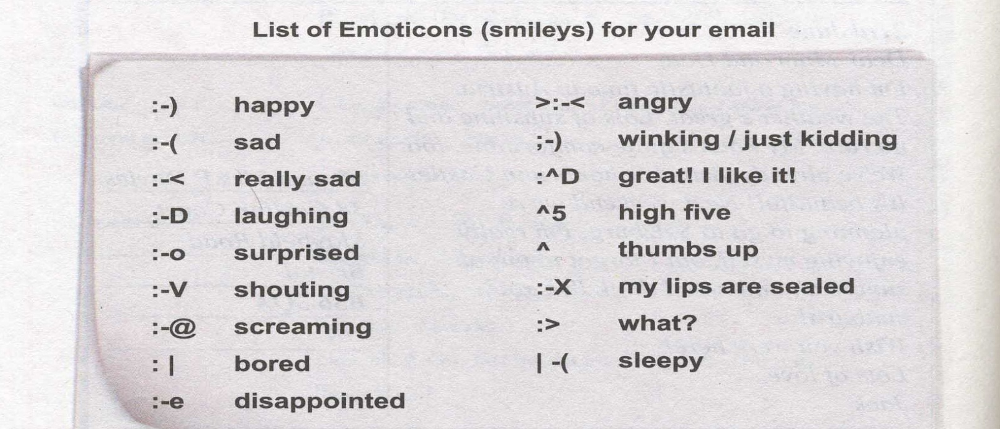 List of Emoticons (smileys) for your email
:-) happy
:-( sad
:-< really sad
:-D laughing
:-o surprised
:-V shouting
:-@ screaming
: | bored
:-e disappointed
>:-< angry
;-) winking / just kidding
:^D great! I like it!
^5 high five
^ thumbs up
:-X my lips are sealed
:> what?
| -( sleepy